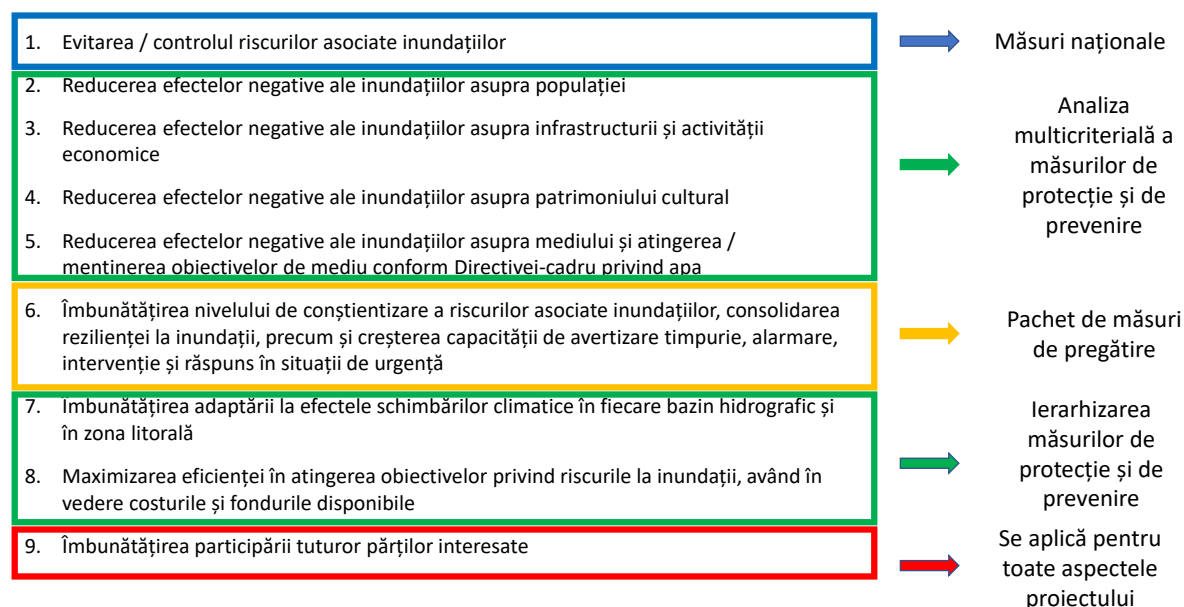 1. Evitarea / controlul riscurilor asociate inundațiilor
Măsuri naționale
2. Reducerea efectelor negative ale inundațiilor asupra populației
3. Reducerea efectelor negative ale inundațiilor asupra infrastructurii și activității
economice
4. Reducerea efectelor negative ale inundațiilor asupra patrimoniului cultural
5. Reducerea efectelor negative ale inundațiilor asupra mediului și atingerea /
mentinerea obiectivelor de mediu conform Directivei-cadru privind apa
Analiza
multicriterială a
măsurilor de
protecție și de
prevenire
6. Îmbunătățirea nivelului de conștientizare a riscurilor asociate inundațiilor, consolidarea
rezilienței la inundații, precum și creșterea capacității de avertizare timpurie, alarmare,
intervenție și răspuns în situații de urgență
Pachet de măsuri
de pregătire
7. Îmbunătățirea adaptării la efectele schimbărilor climatice în fiecare bazin hidrografic și
în zona litorală
8. Maximizarea eficienței în atingerea obiectivelor privind riscurile la inundații, având în
vedere costurile și fondurile disponibile
Ierarhizarea
măsurilor de
protecție și de
prevenire
9. Îmbunătățirea participării tuturor părților interesate
Se aplică pentru
toate aspectele
proiectului